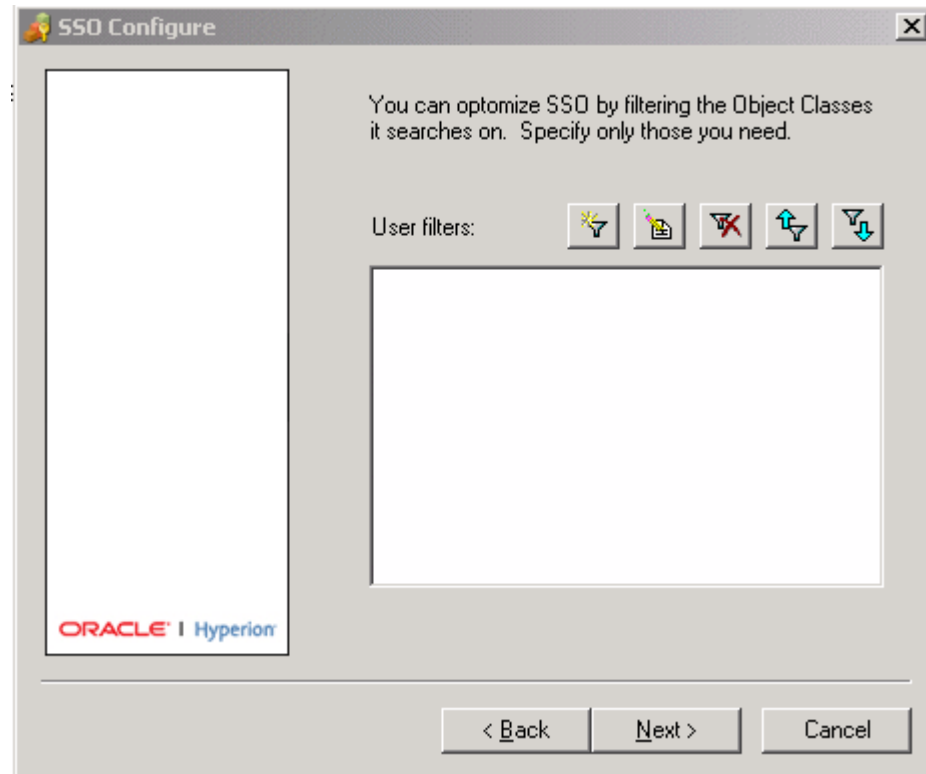 SSO Configure
You can optomize SSO by filtering the Object Classes
it searches on. Specify only those you need.
User filters:
ORACLE | Hyperion
< Back
Next >
Cancel